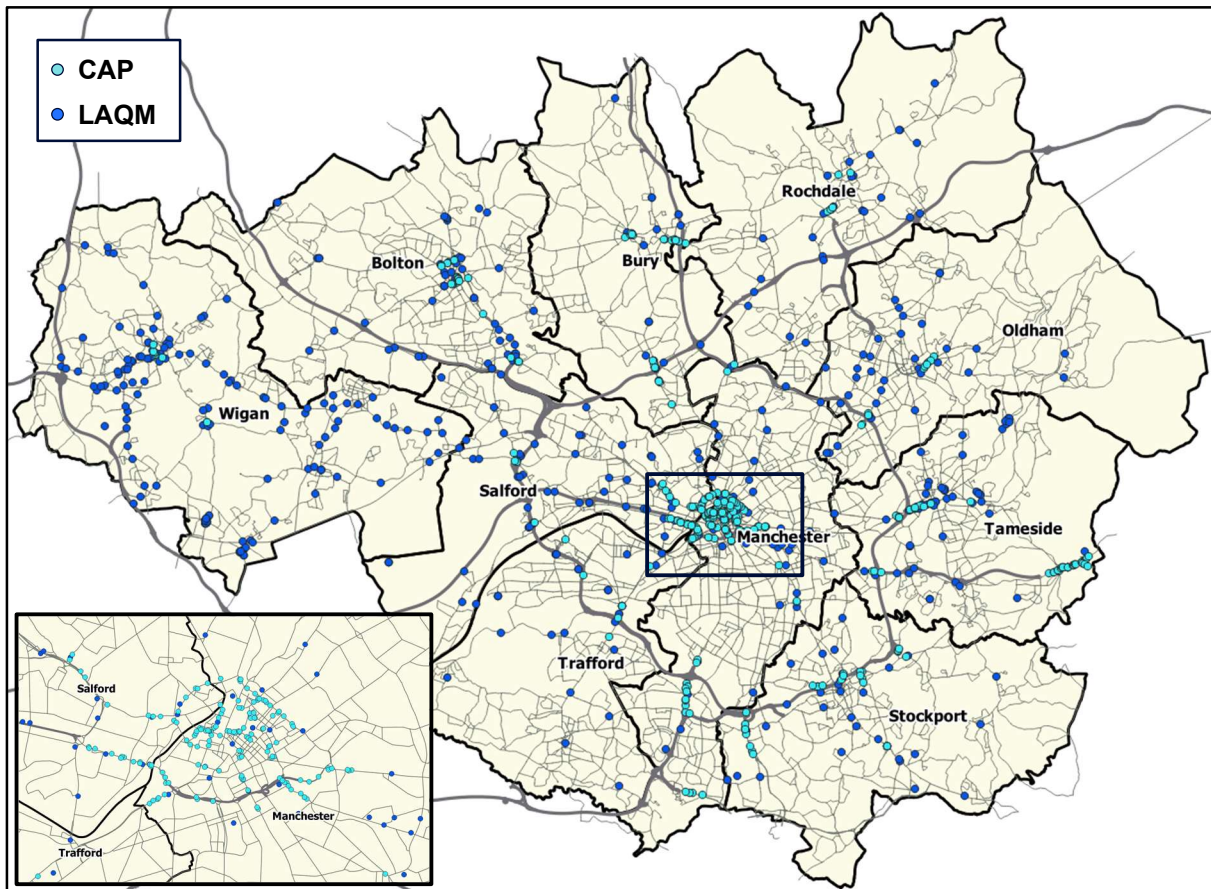 CAP
LAQM
Rochdale
Bolton
Bury
Oldham
Wigan
Salford
Manchester
Tameside
Trafford
Stockport
Salford
Manchester
Trafford